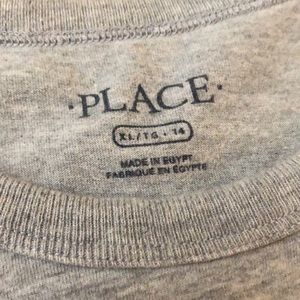 ·PLACE·
XL/TG · 14
MADE IN EGYPT
FABRIQUÉ EN ÉGYPTE